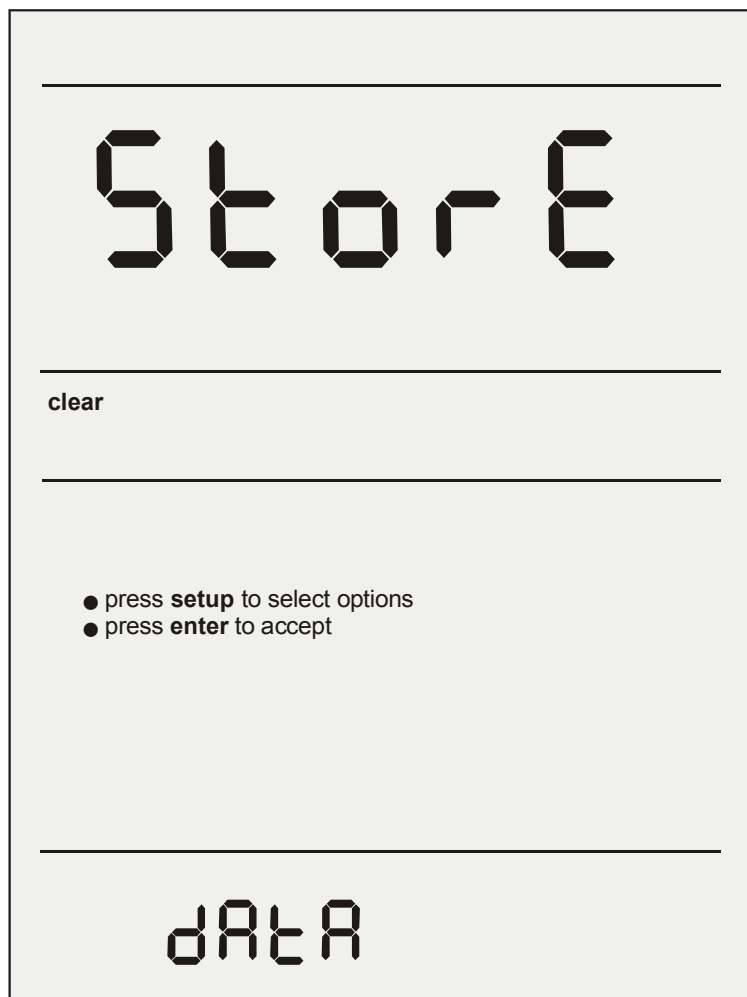 StorE
clear
● press setup to select options
● press enter to accept
dAtA